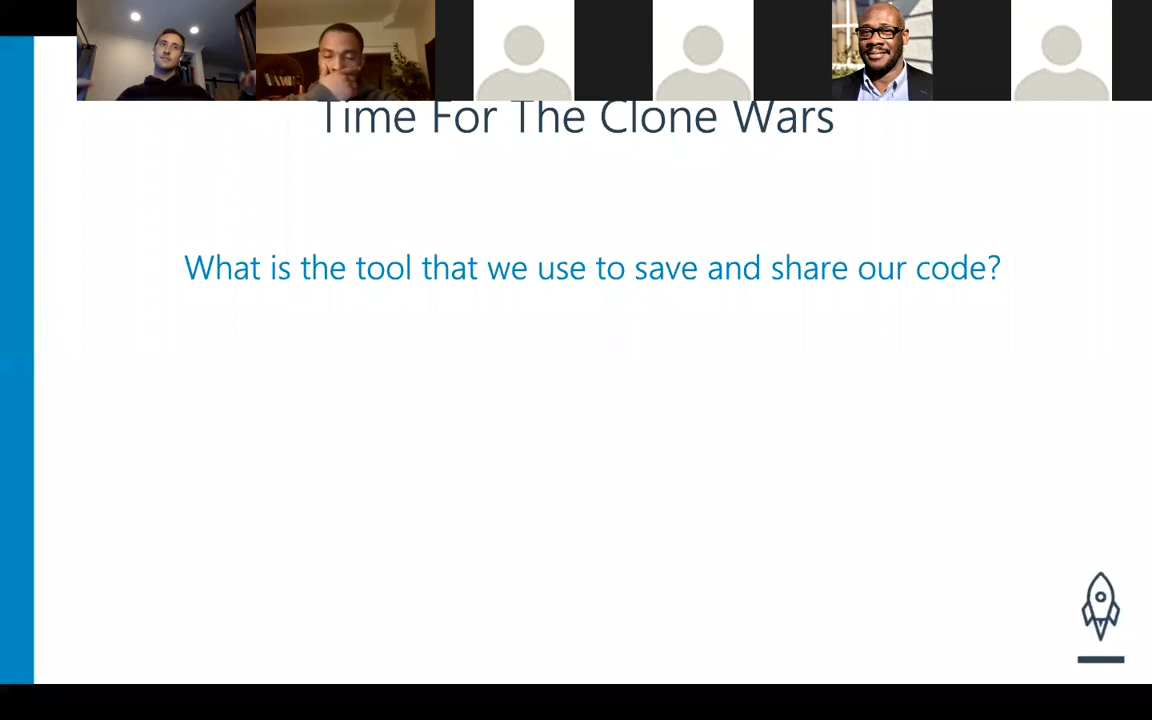 Time For The Clone Wars
What is the tool that we use to save and share our code?